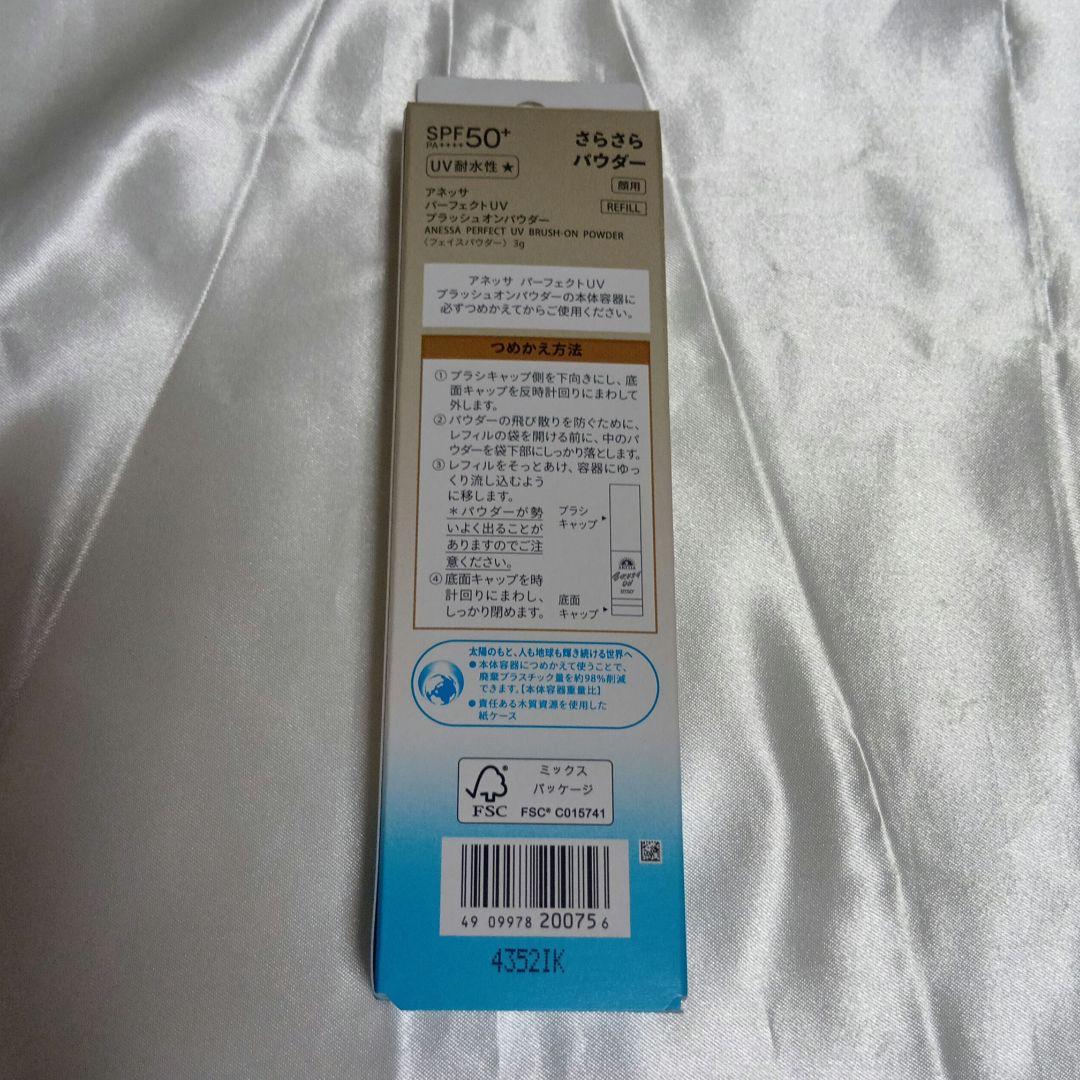 SPF50+
PA++++
さらさら
パウダー
UV耐水性★
顔用
REFILL
アネッサ
パーフェクトUV
ブラッシュオンパウダー
ANESSA PERFECT UV BRUSH-ON POWDER
〈フェイスパウダー〉 3g
アネッサ パーフェクトUV
ブラッシュオンパウダーの本体容器に
必ずつめかえてからご使用ください。
つめかえ方法
① ブラシキャップ側を下向きにし、底
面キャップを反時計回りにまわして
外します。
② パウダーの飛び散りを防ぐために、
レフィルの袋を開ける前に、中のパ
ウダーを袋下部にしっかり落とします。
③ レフィルをそっとあけ、容器にゆっ
くり流し込むよう
に移します。
＊パウダーが勢
いよく出ることが
ありますのでご注
意ください。
④ 底面キャップを時
計回りにまわし、
しっかり閉めます。
ブラシ
キャップ
ANESSA
底面
キャップ
太陽のもと、人も地球も輝き続ける世界へ
●本体容器につめかえて使うことで、
廃棄プラスチック量を約98%削減
できます。【本体容器重量比】
●責任ある木質資源を使用した
紙ケース
FSC
ミックス
パッケージ
FSC® C015741
49 09978 20075 6
4352IK